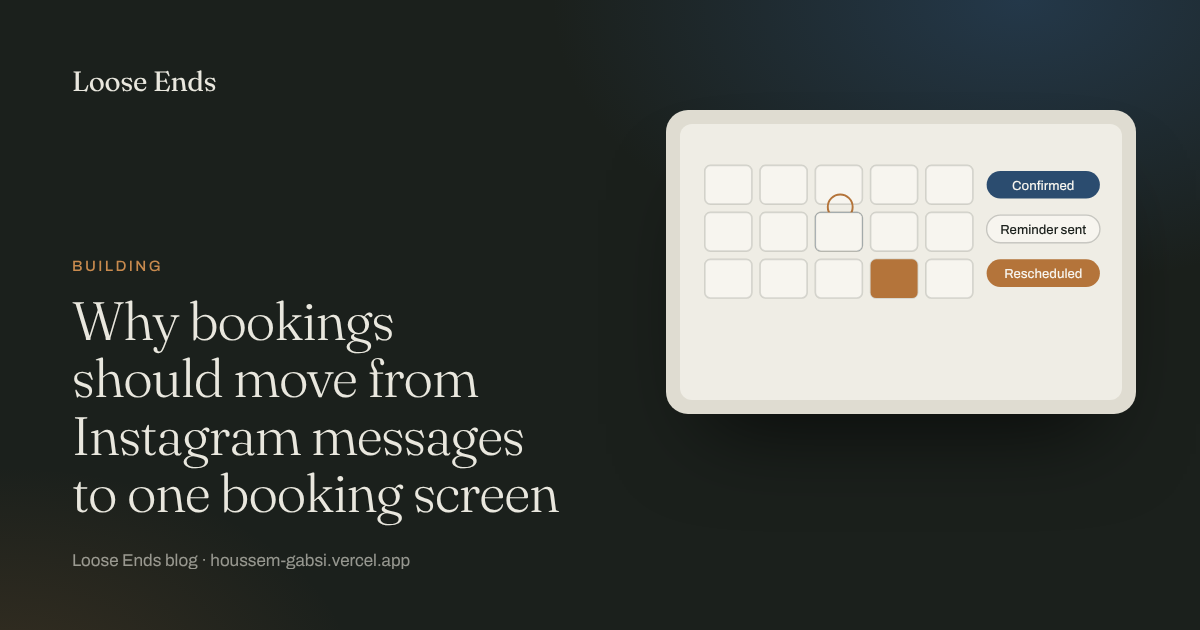 Loose Ends
BUILDING
Why bookings
should move from
Instagram messages
to one booking screen
Loose Ends blog · houssem-gabsi.vercel.app
Confirmed
Reminder sent
Rescheduled